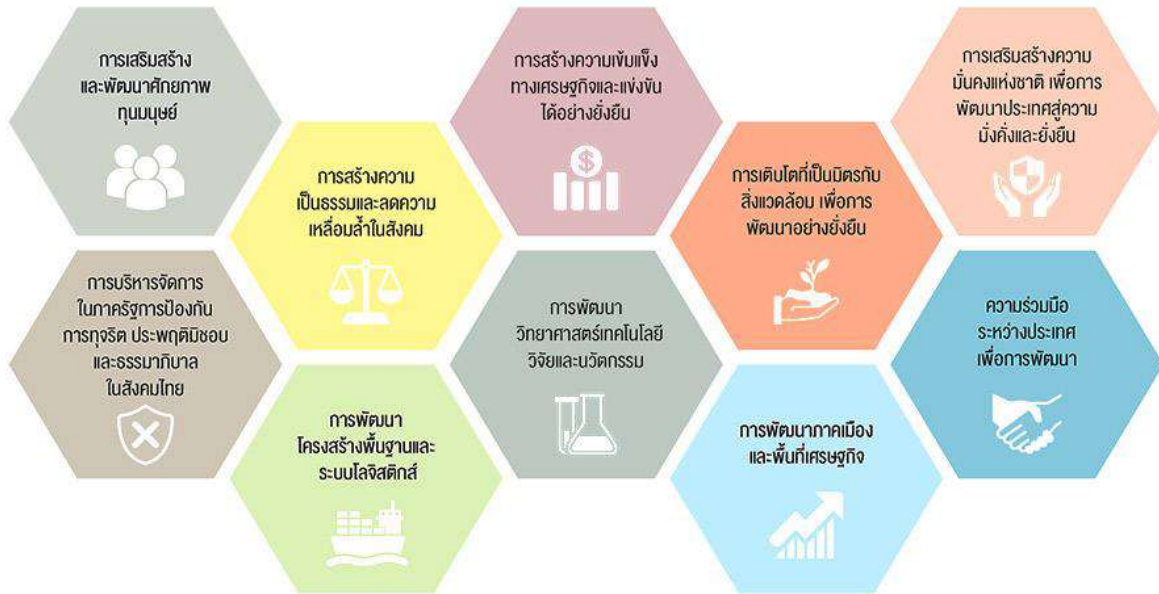 การเสริมสร้าง
และพัฒนาศักยภาพ
ทุนมนุษย์
การสร้างความ
เป็นธรรมและลดความ
เหลื่อมล้ำในสังคม
การสร้างความเข้มแข็ง
ทางเศรษฐกิจและแข่งขัน
ได้อย่างยั่งยืน
การเติบโตที่เป็นมิตรกับ
สิ่งแวดล้อม เพื่อการ
พัฒนาอย่างยั่งยืน
การเสริมสร้างความ
มั่นคงแห่งชาติ เพื่อการ
พัฒนาประเทศสู่ความ
มั่งคั่งและยั่งยืน
การบริหารจัดการ
ในภาครัฐการป้องกัน
การทุจริต ประพฤติมิชอบ
และธรรมาภิบาล
ในสังคมไทย
การพัฒนา
โครงสร้างพื้นฐานและ
ระบบโลจิสติกส์
การพัฒนา
วิทยาศาสตร์เทคโนโลยี
วิจัยและนวัตกรรม
การพัฒนาภาคเมือง
และพื้นที่เศรษฐกิจ
ความร่วมมือ
ระหว่างประเทศ
เพื่อการพัฒนา